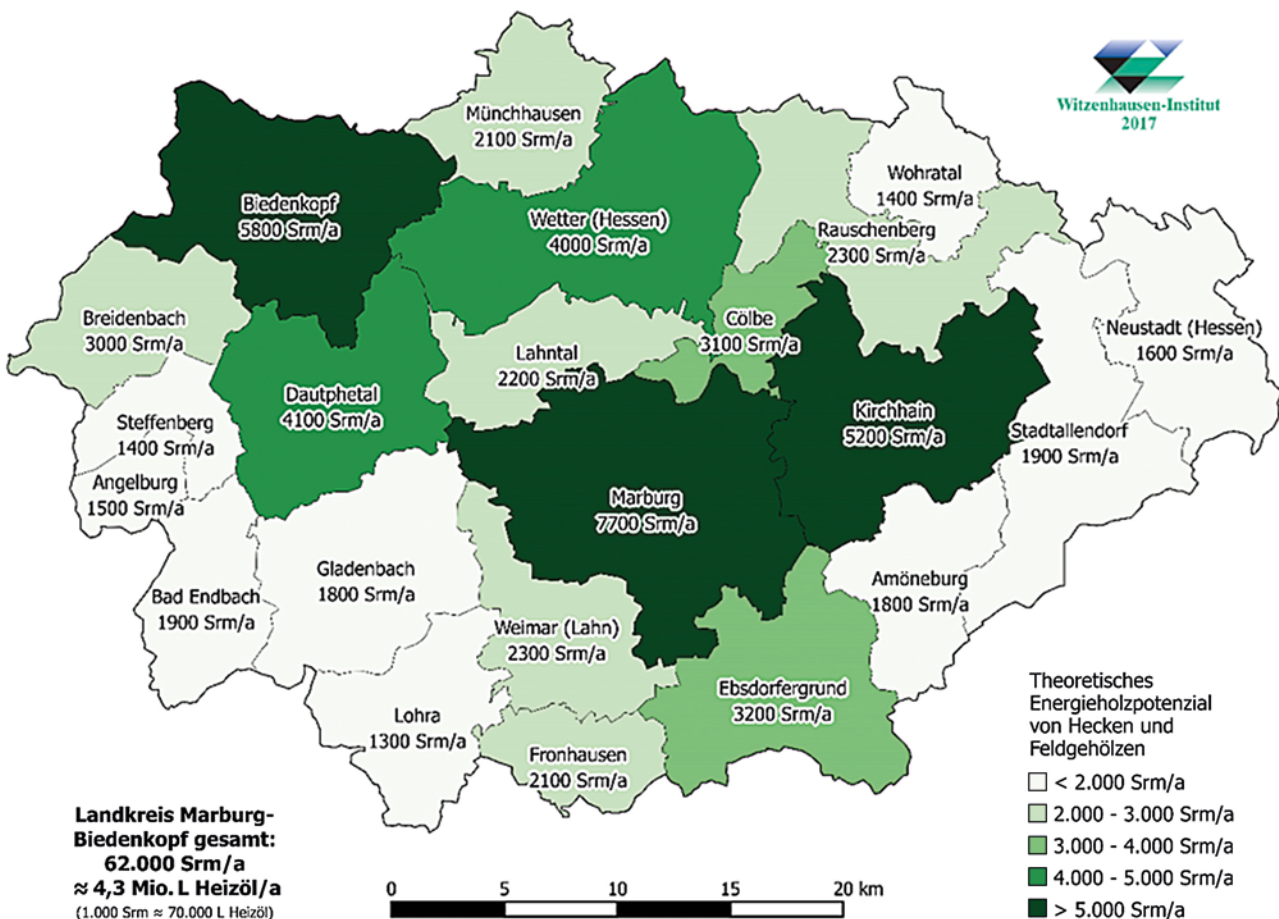 Witzenhausen-Institut
2017
Münchhausen
2100 Srm/a
Wohratal
1400 Srm/a
Biedenkopf
5800 Srm/a
Wetter (Hessen)
4000 Srm/a
Rauschenberg
2300 Srm/a
Breidenbach
3000 Srm/a
Cölbe
3100 Srm/a
Neustadt (Hessen)
1600 Srm/a
Lahntal
2200 Srm/a
Dautphetal
4100 Srm/a
Steffenberg
1400 Srm/a
Kirchhain
5200 Srm/a
Stadtallendorf
1900 Srm/a
Angelburg
1500 Srm/a
Marburg
7700 Srm/a
Gladenbach
1800 Srm/a
Amöneburg
1800 Srm/a
Bad Endbach
1900 Srm/a
Weimar (Lahn)
2300 Srm/a
Ebsdorfergrund
3200 Srm/a
Lohra
1300 Srm/a
Fronhausen
2100 Srm/a
Theoretisches
Energieholzpotenzial
von Hecken und
Feldgehölzen
< 2.000 Srm/a
2.000 - 3.000 Srm/a
3.000 - 4.000 Srm/a
4.000 - 5.000 Srm/a
> 5.000 Srm/a
Landkreis Marburg-
Biedenkopf gesamt:
62.000 Srm/a
≈ 4,3 Mio. L Heizöl/a
(1.000 Srm ≈ 70.000 L Heizöl)
0 5 10 15 20 km